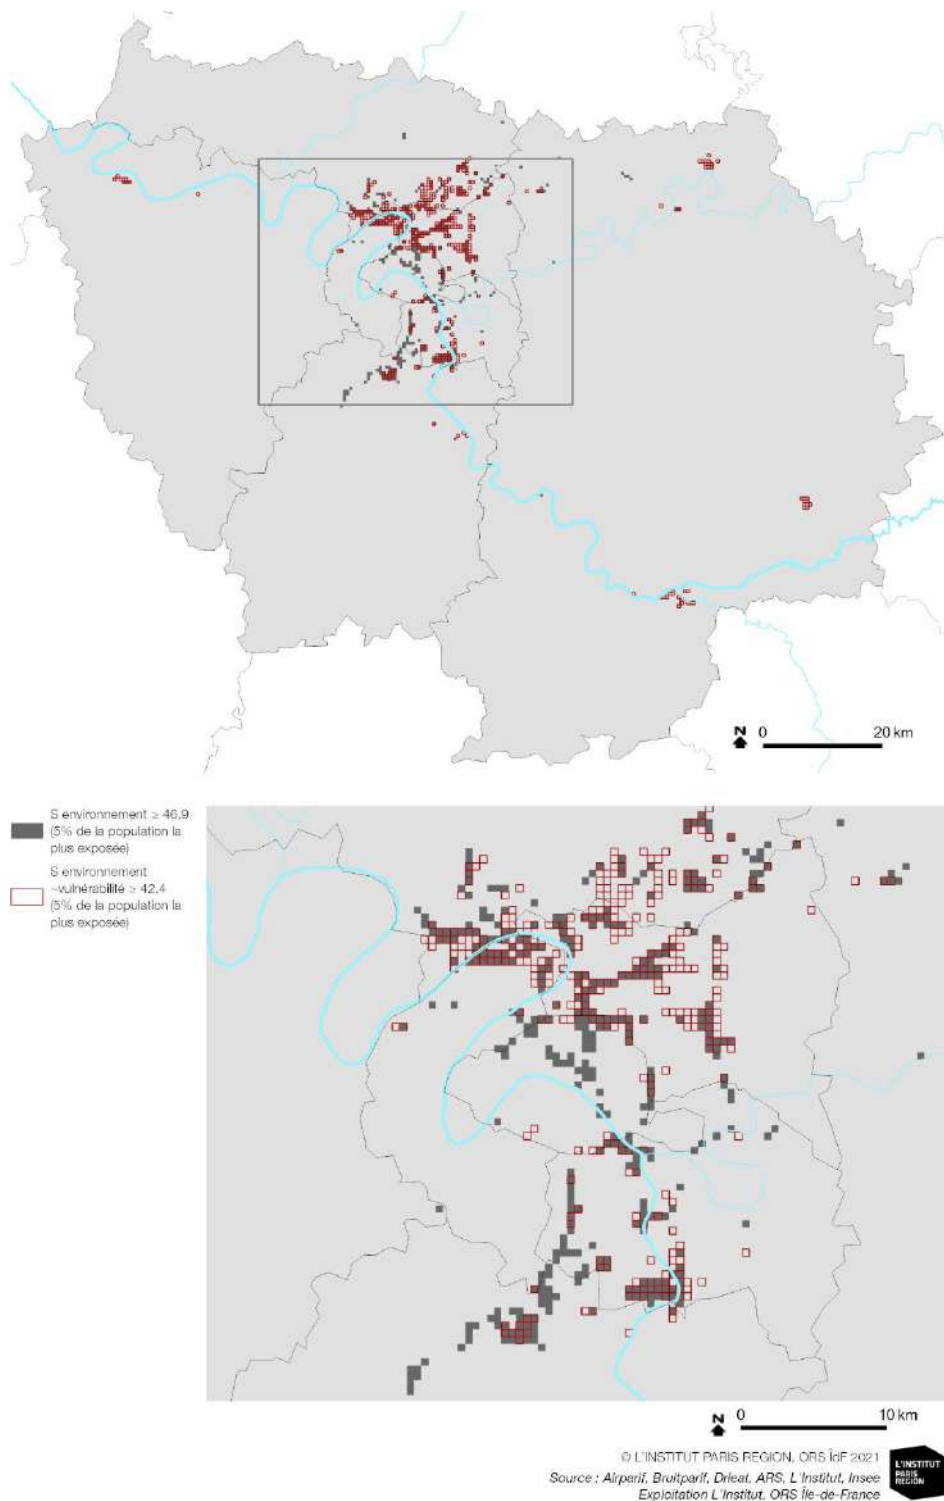 N 0 20 km
S environnement ≥ 46,9
(5% de la population la
plus exposée)
S environnement
~vulnérabilité ≥ 42,4
(5% de la population la
plus exposée)
N 0 10 km
© L'INSTITUT PARIS REGION, ORS ÎdF 2021
Source : Airparif, Bruitparif, Drieat, ARS, L'Institut, Insee
Exploitation L'Institut, ORS Île-de-France
L'INSTITUT
PARIS
REGION